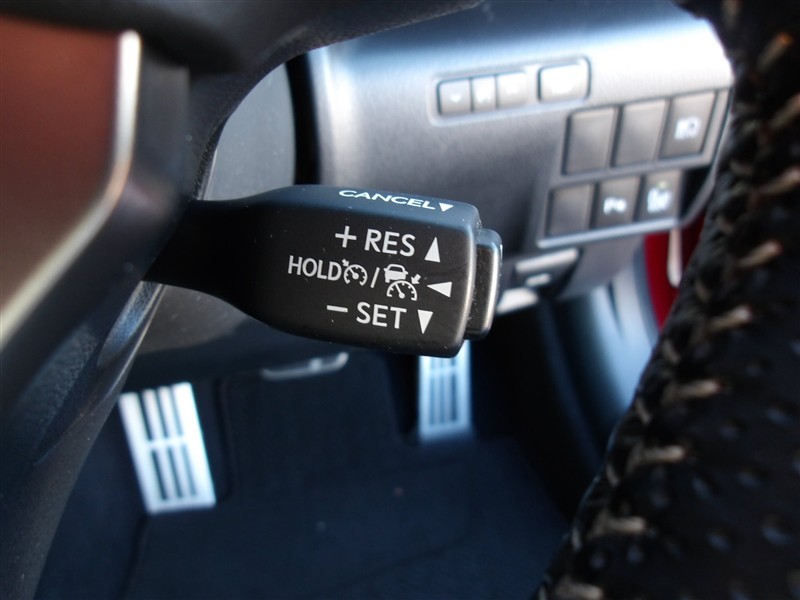 CANCEL▼
+ RES ▲
HOLD / ◀
− SET ▼